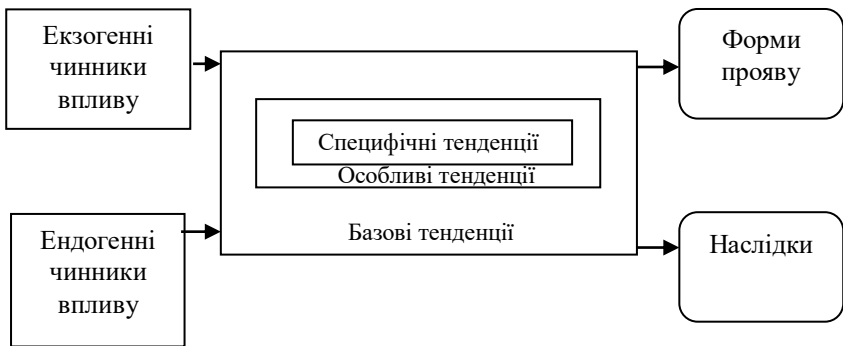 Екзогенні
чинники
впливу
Форми
прояву
Специфічні тенденції
Особливі тенденції
Базові тенденції
Ендогенні
чинники
впливу
Наслідки